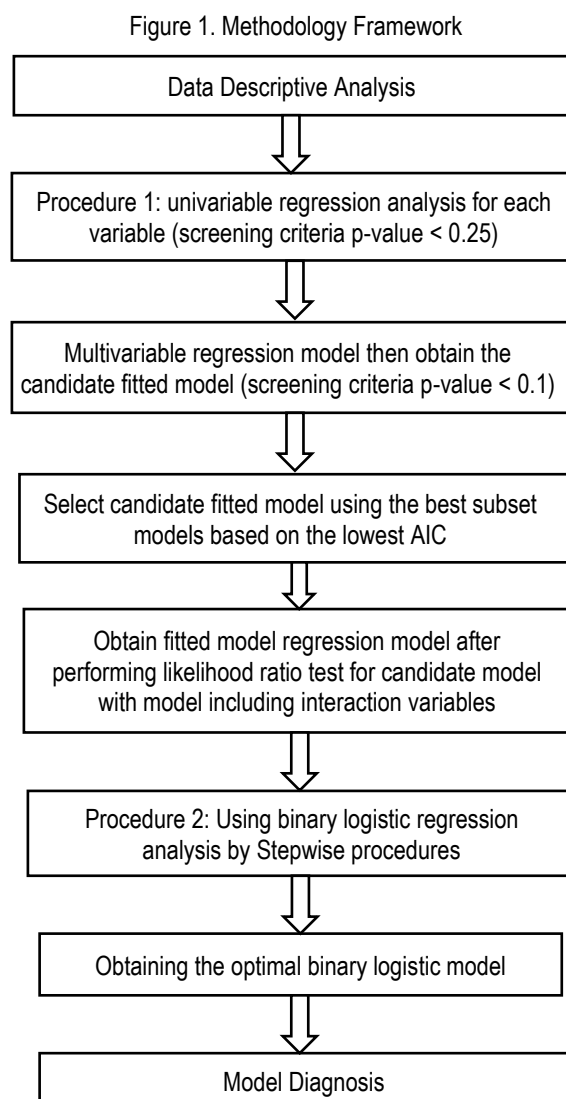 Figure 1. Methodology Framework
Data Descriptive Analysis
Procedure 1: univariable regression analysis for each
variable (screening criteria p-value < 0.25)
Multivariable regression model then obtain the
candidate fitted model (screening criteria p-value < 0.1)
Select candidate fitted model using the best subset
models based on the lowest AIC
Obtain fitted model regression model after
performing likelihood ratio test for candidate model
with model including interaction variables
Procedure 2: Using binary logistic regression
analysis by Stepwise procedures
Obtaining the optimal binary logistic model
Model Diagnosis